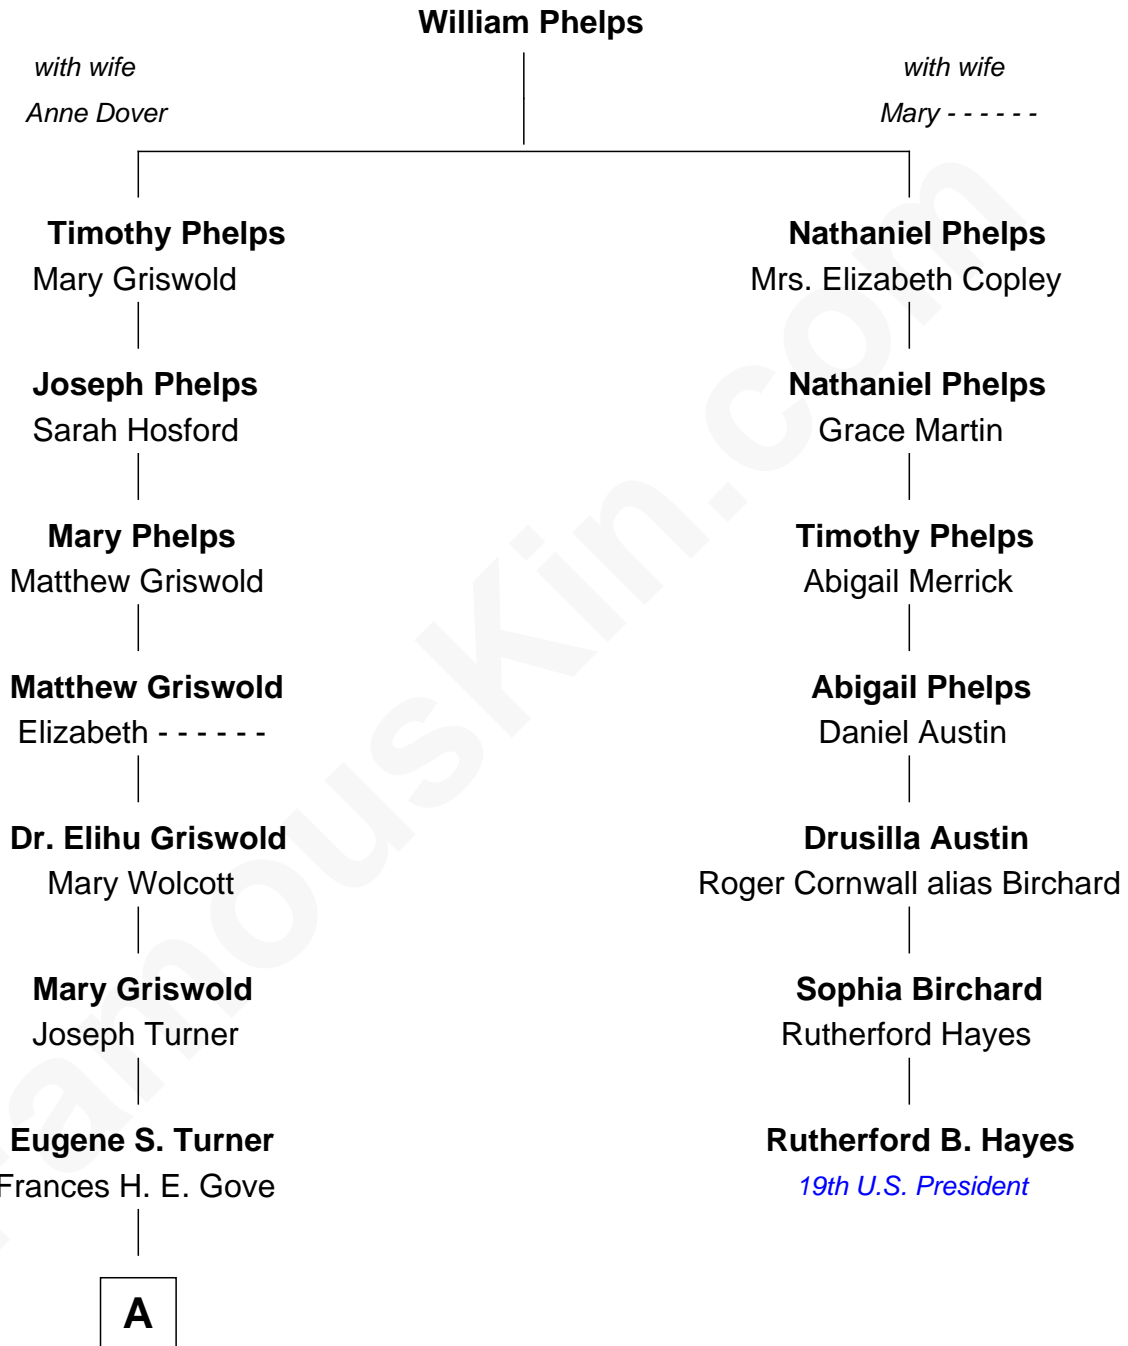 William Phelps
with wife
Anne Dover
with wife
Mary - - - - - -
Timothy Phelps
Mary Griswold
Nathaniel Phelps
Mrs. Elizabeth Copley
Joseph Phelps
Sarah Hosford
Nathaniel Phelps
Grace Martin
Mary Phelps
Matthew Griswold
Timothy Phelps
Abigail Merrick
Matthew Griswold
Elizabeth - - - - - -
Abigail Phelps
Daniel Austin
Dr. Elihu Griswold
Mary Wolcott
Drusilla Austin
Roger Cornwall alias Birchard
Mary Griswold
Joseph Turner
Sophia Birchard
Rutherford Hayes
Eugene S. Turner
Frances H. E. Gove
Rutherford B. Hayes
19th U.S. President
A
FamousKin.com